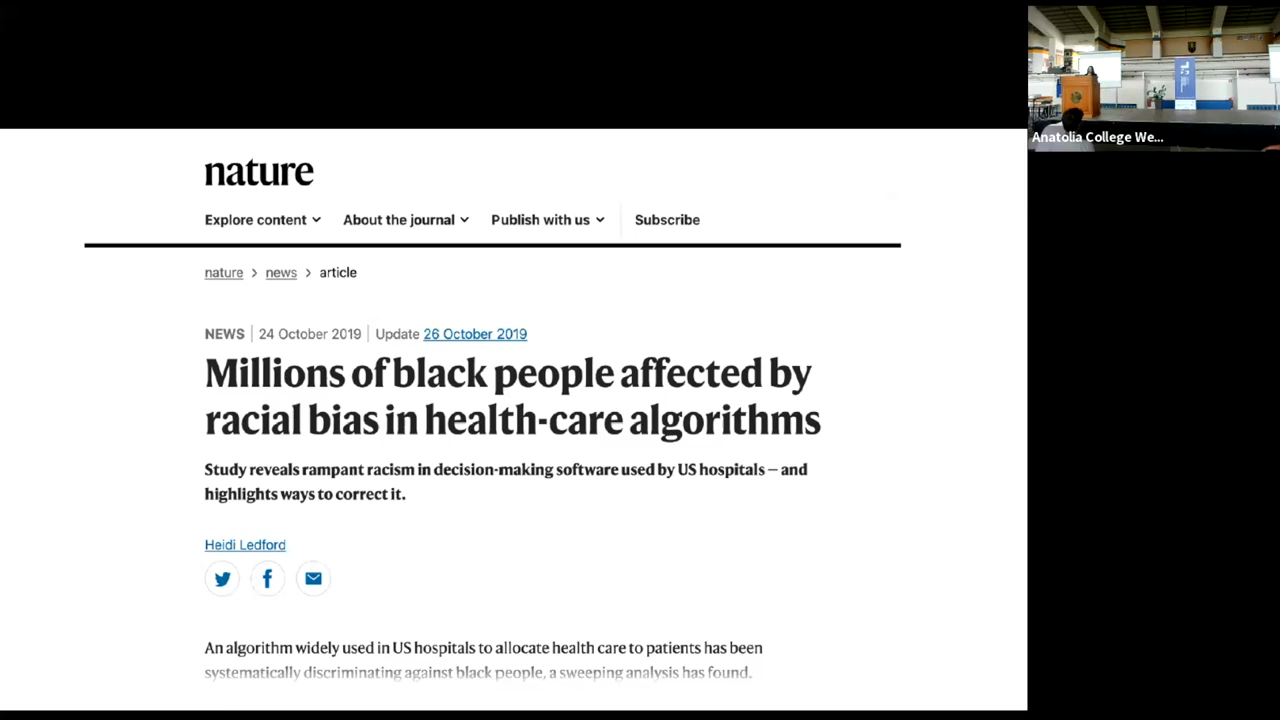 nature
Explore content About the journal Publish with us Subscribe
nature > news > article
NEWS | 24 October 2019 | Update 26 October 2019
Millions of black people affected by
racial bias in health-care algorithms
Study reveals rampant racism in decision-making software used by US hospitals — and
highlights ways to correct it.
Heidi Ledford
An algorithm widely used in US hospitals to allocate health care to patients has been
systematically discriminating against black people, a sweeping analysis has found.
Anatolia College We...